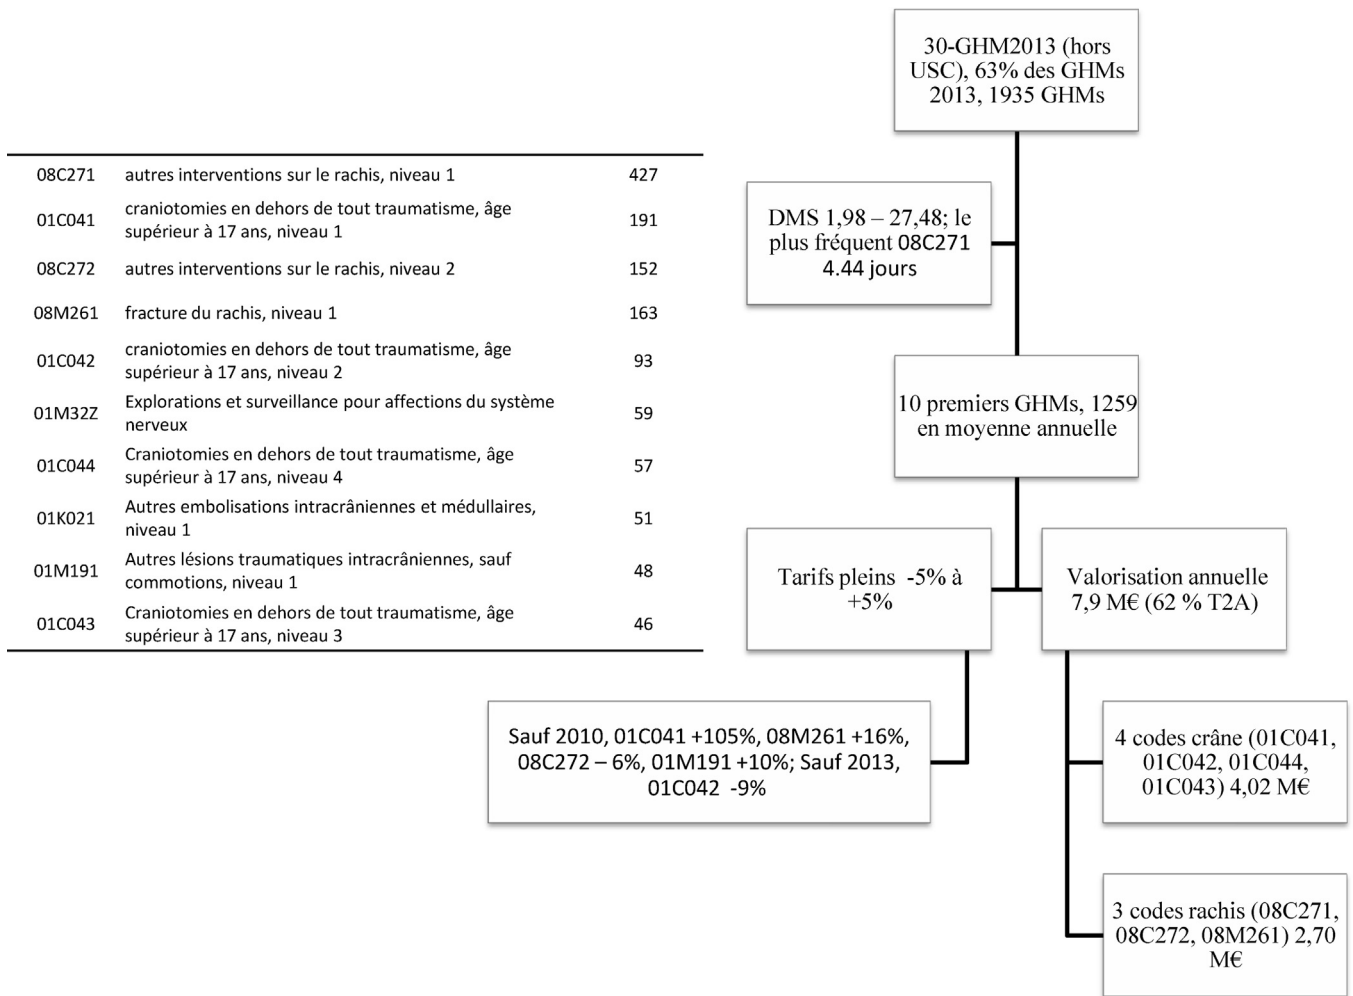 30-GHM2013 (hors
USC), 63% des GHMs
2013, 1935 GHMs
08C271 autres interventions sur le rachis, niveau 1 427
01C041 craniotomies en dehors de tout traumatisme, âge
supérieur à 17 ans, niveau 1 191
08C272 autres interventions sur le rachis, niveau 2 152
08M261 fracture du rachis, niveau 1 163
01C042 craniotomies en dehors de tout traumatisme, âge
supérieur à 17 ans, niveau 2 93
01M32Z Explorations et surveillance pour affections du système
nerveux 59
01C044 Craniotomies en dehors de tout traumatisme, âge
supérieur à 17 ans, niveau 4 57
01K021 Autres embolisations intracrâniennes et médullaires,
niveau 1 51
01M191 Autres lésions traumatiques intracrâniennes, sauf
commotions, niveau 1 48
01C043 Craniotomies en dehors de tout traumatisme, âge
supérieur à 17 ans, niveau 3 46
DMS 1,98 – 27,48; le
plus fréquent 08C271
4.44 jours
10 premiers GHMs, 1259
en moyenne annuelle
Tarifs pleins -5% à
+5%
Valorisation annuelle
7,9 M€ (62 % T2A)
Sauf 2010, 01C041 +105%, 08M261 +16%,
08C272 – 6%, 01M191 +10%; Sauf 2013,
01C042 -9%
4 codes crâne (01C041,
01C042, 01C044,
01C043) 4,02 M€
3 codes rachis (08C271,
08C272, 08M261) 2,70
M€